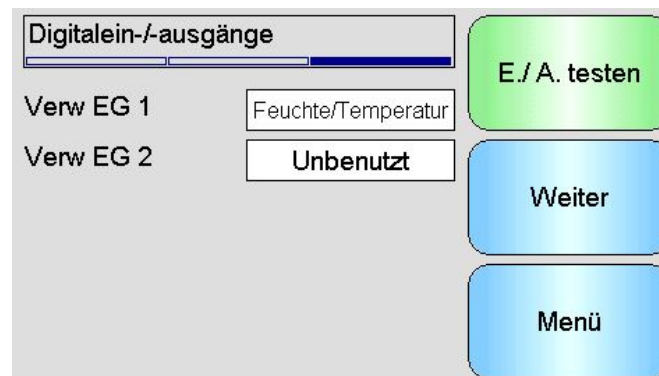 Digitalein-/-ausgänge
E./ A. testen
Verw EG 1
Feuchte/Temperatur
Verw EG 2
Unbenutzt
Weiter
Menü